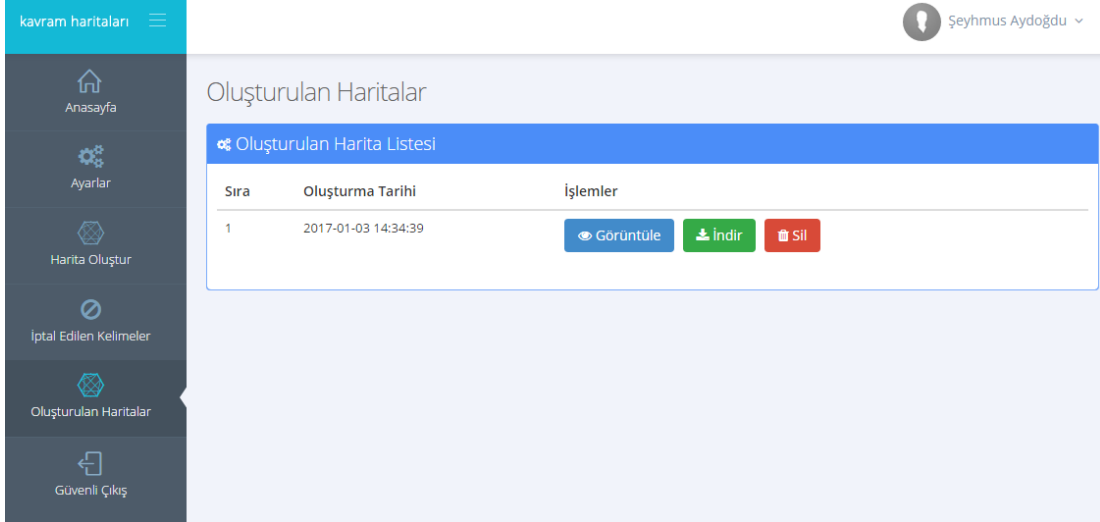 kavram haritaları
Şeyhmus Aydoğdu
Anasayfa
Ayarlar
Harita Oluştur
İptal Edilen Kelimeler
Oluşturulan Haritalar
Güvenli Çıkış
Oluşturulan Haritalar
Oluşturulan Harita Listesi
Sıra Oluşturma Tarihi İşlemler
1 2017-01-03 14:34:39 Görüntüle İndir Sil